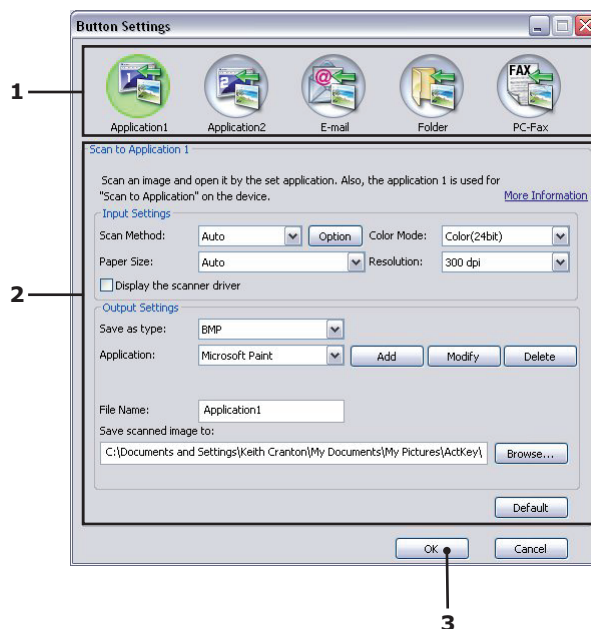 Button Settings
1
FAX
Application1 Application2 E-mail Folder PC-Fax
Scan to Application 1
Scan an image and open it by the set application. Also, the application 1 is used for
"Scan to Application" on the device. More Information
Input Settings
Scan Method: Auto Option Color Mode: Color(24bit)
Paper Size: Auto Resolution: 300 dpi
Display the scanner driver
2
Output Settings
Save as type: BMP
Application: Microsoft Paint Add Modify Delete
File Name: Application1
Save scanned image to:
C:\Documents and Settings\Keith Cranton\My Documents\My Pictures\ActKey\ Browse...
Default
OK Cancel
3